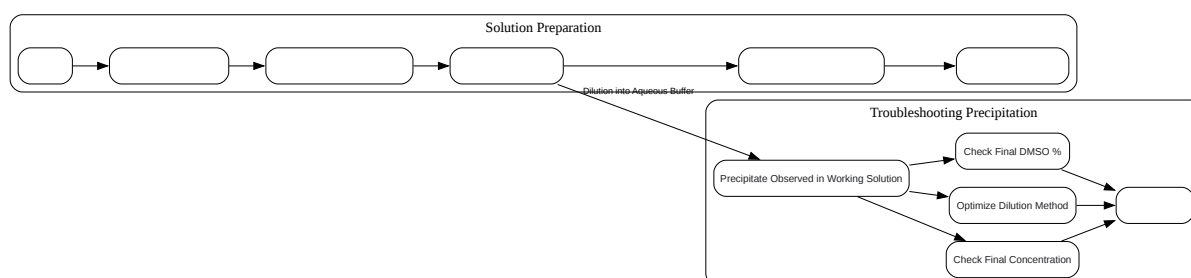 Solution Preparation
Dilution into Aqueous Buffer
Troubleshooting Precipitation
Check Final DMSO %
Precipitate Observed in Working Solution
Optimize Dilution Method
Check Final Concentration